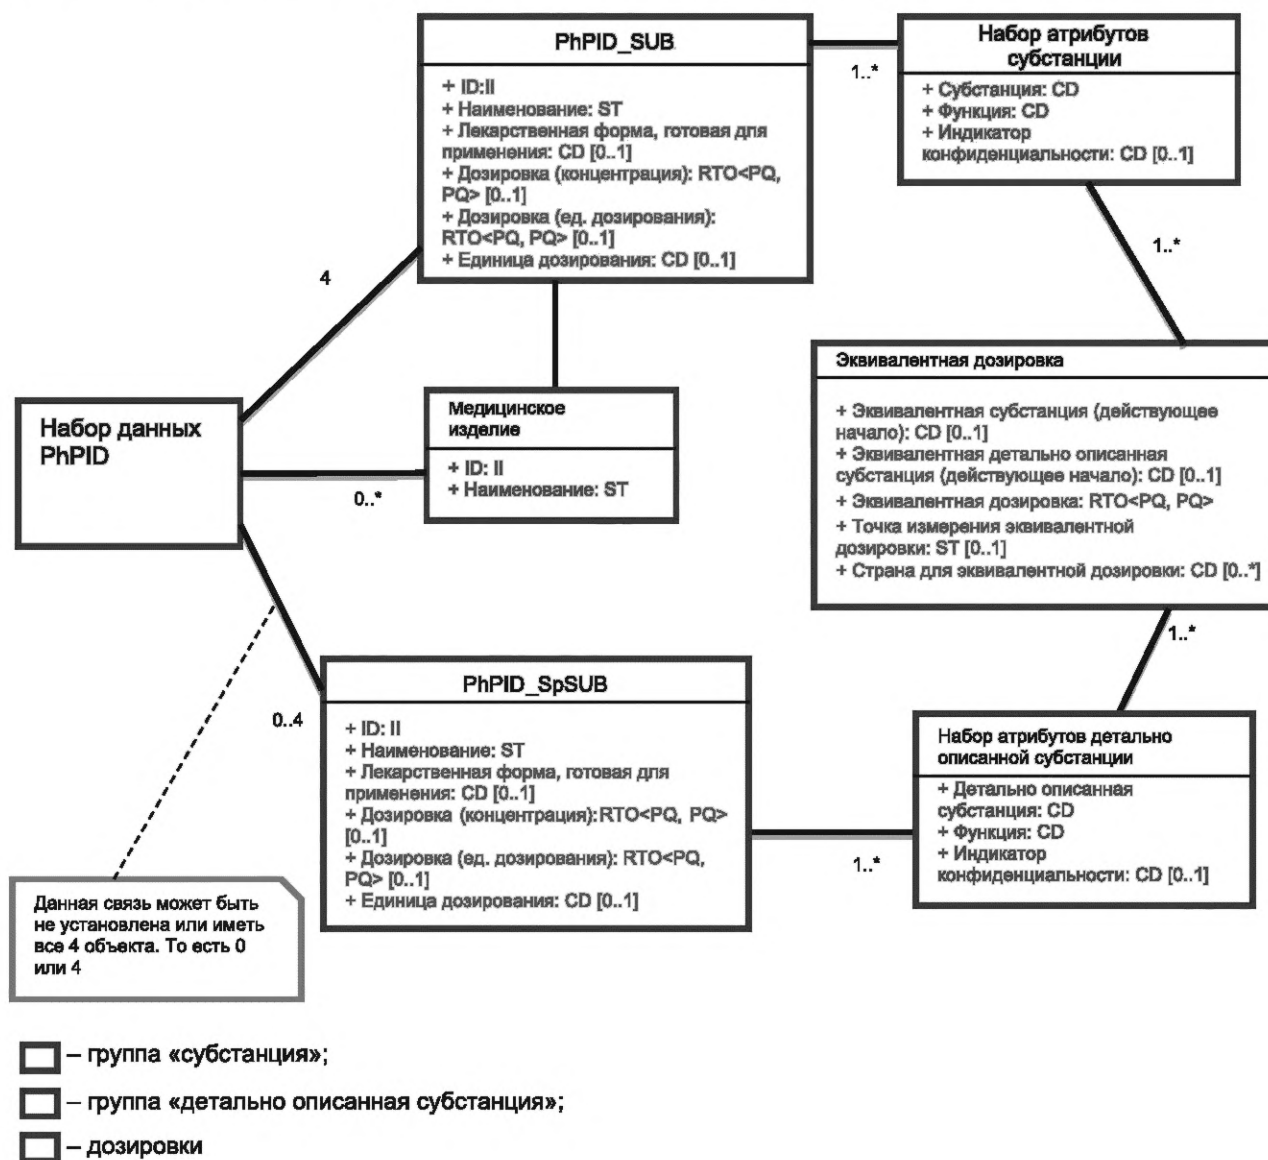 PhPID_SUB
+ ID:II
+ Наименование: ST
+ Лекарственная форма, готовая для
применения: CD [0..1]
+ Дозировка (концентрация): RTO<PQ,
PQ> [0..1]
+ Дозировка (ед. дозирования):
RTO<PQ, PQ> [0..1]
+ Единица дозирования: CD [0..1]
1..*
Набор атрибутов
субстанции
+ Субстанция: CD
+ Функция: CD
+ Индикатор
конфиденциальности: CD [0..1]
1..*
4
Набор данных
PhPID
0..*
Медицинское
изделие
+ ID: II
+ Наименование: ST
Эквивалентная дозировка
+ Эквивалентная субстанция (действующее
начало): CD [0..1]
+ Эквивалентная детально описанная
субстанция (действующее начало): CD [0..1]
+ Эквивалентная дозировка: RTO<PQ, PQ>
+ Точка измерения эквивалентной
дозировки: ST [0..1]
+ Страна для эквивалентной дозировки: CD [0..*]
1..*
0..4
PhPID_SpSUB
+ ID: II
+ Наименование: ST
+ Лекарственная форма, готовая для
применения: CD [0..1]
+ Дозировка (концентрация):RTO<PQ, PQ>
[0..1]
+ Дозировка (ед. дозирования): RTO<PQ,
PQ> [0..1]
+ Единица дозирования: CD [0..1]
1..*
Набор атрибутов детально
описанной субстанции
+ Детально описанная
субстанция: CD
+ Функция: CD
+ Индикатор
конфиденциальности: CD [0..1]
Данная связь может быть
не установлена или иметь
все 4 объекта. То есть 0
или 4
– группа «субстанция»;
– группа «детально описанная субстанция»;
– дозировки